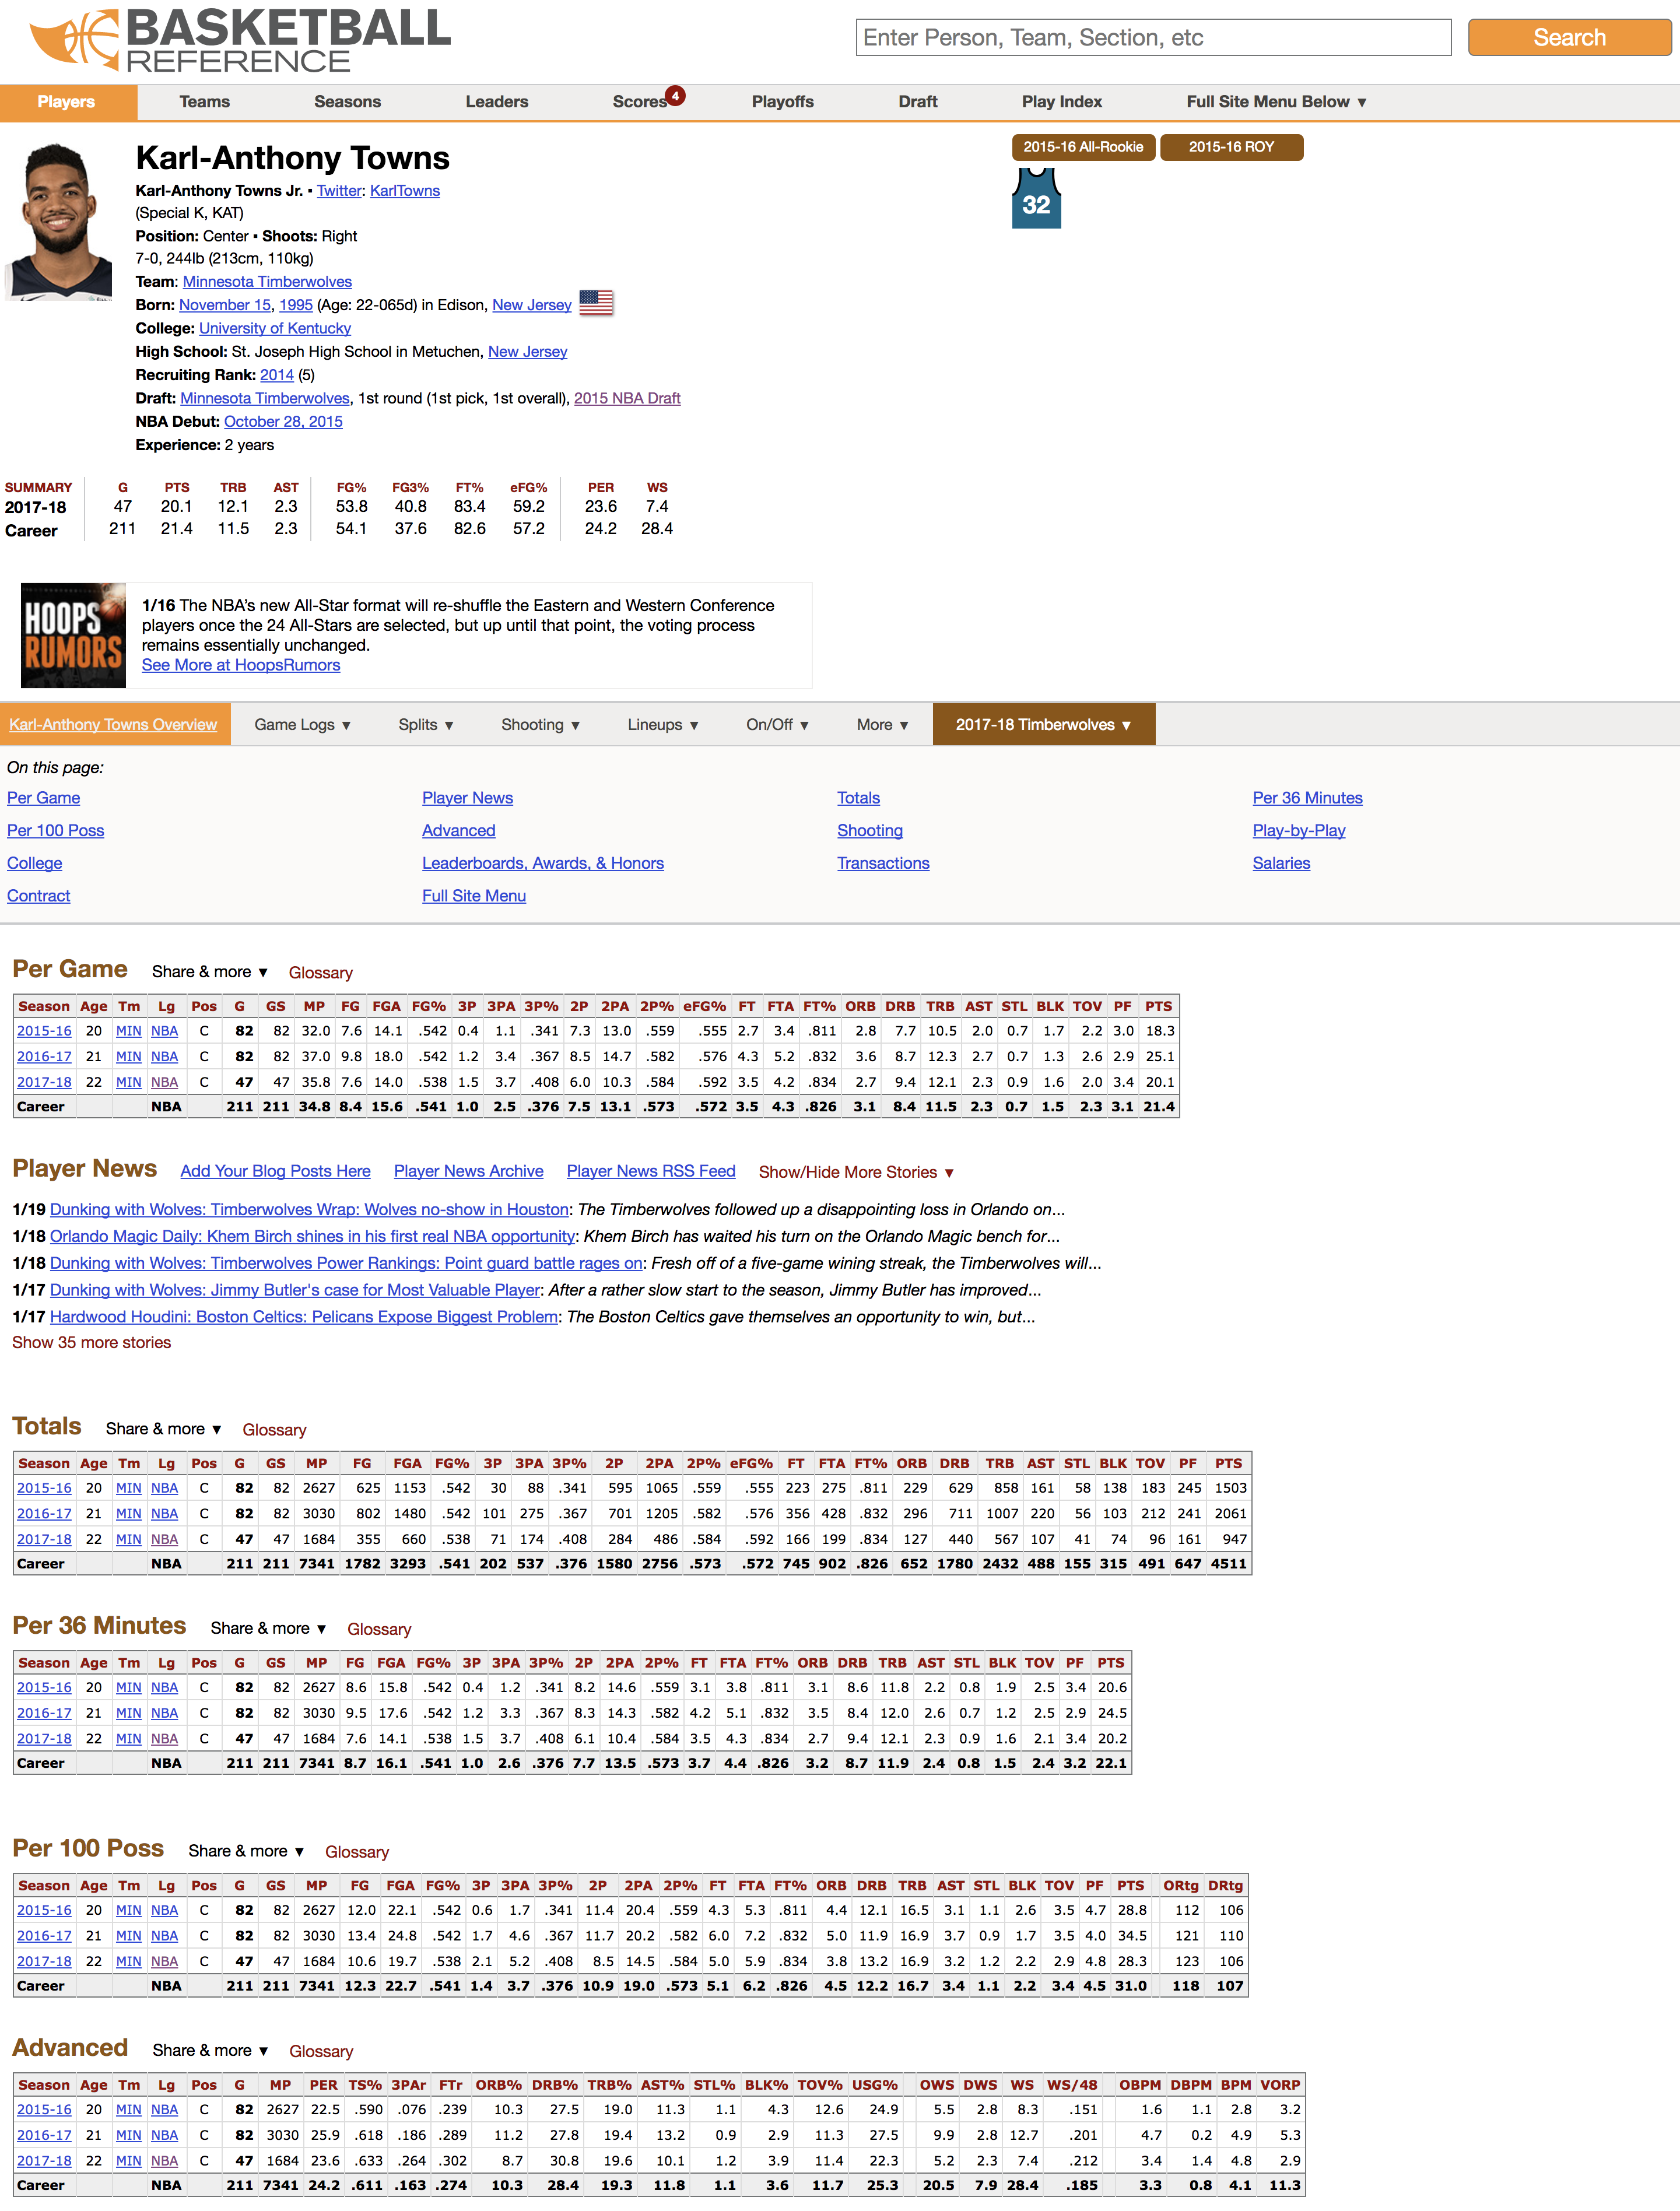 BASKETBALL
REFERENCE
Enter Person, Team, Section, etc
Search
Players Teams Seasons Leaders Scores 4 Playoffs Draft Play Index Full Site Menu Below ▼
Karl-Anthony Towns
2015-16 All-Rookie 2015-16 ROY
32
Karl-Anthony Towns Jr. ▪ Twitter: KarlTowns
(Special K, KAT)
Position: Center ▪ Shoots: Right
7-0, 244lb (213cm, 110kg)
Team: Minnesota Timberwolves
Born: November 15, 1995 (Age: 22-065d) in Edison, New Jersey
College: University of Kentucky
High School: St. Joseph High School in Metuchen, New Jersey
Recruiting Rank: 2014 (5)
Draft: Minnesota Timberwolves, 1st round (1st pick, 1st overall), 2015 NBA Draft
NBA Debut: October 28, 2015
Experience: 2 years
SUMMARY G PTS TRB AST FG% FG3% FT% eFG% PER WS
2017-18 47 20.1 12.1 2.3 53.8 40.8 83.4 59.2 23.6 7.4
Career 211 21.4 11.5 2.3 54.1 37.6 82.6 57.2 24.2 28.4
HOOPS
RUMORS
1/16 The NBA's new All-Star format will re-shuffle the Eastern and Western Conference
players once the 24 All-Stars are selected, but up until that point, the voting process
remains essentially unchanged.
See More at HoopsRumors
Karl-Anthony Towns Overview Game Logs ▼ Splits ▼ Shooting ▼ Lineups ▼ On/Off ▼ More ▼ 2017-18 Timberwolves ▼
On this page:
Per Game Player News Totals Per 36 Minutes
Per 100 Poss Advanced Shooting Play-by-Play
College Leaderboards, Awards, & Honors Transactions Salaries
Contract Full Site Menu
Per Game Share & more ▼ Glossary
Season Age Tm Lg Pos G GS MP FG FGA FG% 3P 3PA 3P% 2P 2PA 2P% eFG% FT FTA FT% ORB DRB TRB AST STL BLK TOV PF PTS
2015-16 20 MIN NBA C 82 82 32.0 7.6 14.1 .542 0.4 1.1 .341 7.3 13.0 .559 .555 2.7 3.4 .811 2.8 7.7 10.5 2.0 0.7 1.7 2.2 3.0 18.3
2016-17 21 MIN NBA C 82 82 37.0 9.8 18.0 .542 1.2 3.4 .367 8.5 14.7 .582 .576 4.3 5.2 .832 3.6 8.7 12.3 2.7 0.7 1.3 2.6 2.9 25.1
2017-18 22 MIN NBA C 47 47 35.8 7.6 14.0 .538 1.5 3.7 .408 6.0 10.3 .584 .592 3.5 4.2 .834 2.7 9.4 12.1 2.3 0.9 1.6 2.0 3.4 20.1
Career NBA 211 211 34.8 8.4 15.6 .541 1.0 2.5 .376 7.5 13.1 .573 .572 3.5 4.3 .826 3.1 8.4 11.5 2.3 0.7 1.5 2.3 3.1 21.4
Player News Add Your Blog Posts Here Player News Archive Player News RSS Feed Show/Hide More Stories ▼
1/19 Dunking with Wolves: Timberwolves Wrap: Wolves no-show in Houston: The Timberwolves followed up a disappointing loss in Orlando on...
1/18 Orlando Magic Daily: Khem Birch shines in his first real NBA opportunity: Khem Birch has waited his turn on the Orlando Magic bench for...
1/18 Dunking with Wolves: Timberwolves Power Rankings: Point guard battle rages on: Fresh off of a five-game wining streak, the Timberwolves will...
1/17 Dunking with Wolves: Jimmy Butler's case for Most Valuable Player: After a rather slow start to the season, Jimmy Butler has improved...
1/17 Hardwood Houdini: Boston Celtics: Pelicans Expose Biggest Problem: The Boston Celtics gave themselves an opportunity to win, but...
Show 35 more stories
Totals Share & more ▼ Glossary
Season Age Tm Lg Pos G GS MP FG FGA FG% 3P 3PA 3P% 2P 2PA 2P% eFG% FT FTA FT% ORB DRB TRB AST STL BLK TOV PF PTS
2015-16 20 MIN NBA C 82 82 2627 625 1153 .542 30 88 .341 595 1065 .559 .555 223 275 .811 229 629 858 161 58 138 183 245 1503
2016-17 21 MIN NBA C 82 82 3030 802 1480 .542 101 275 .367 701 1205 .582 .576 356 428 .832 296 711 1007 220 56 103 212 241 2061
2017-18 22 MIN NBA C 47 47 1684 355 660 .538 71 174 .408 284 486 .584 .592 166 199 .834 127 440 567 107 41 74 96 161 947
Career NBA 211 211 7341 1782 3293 .541 202 537 .376 1580 2756 .573 .572 745 902 .826 652 1780 2432 488 155 315 491 647 4511
Per 36 Minutes Share & more ▼ Glossary
Season Age Tm Lg Pos G GS MP FG FGA FG% 3P 3PA 3P% 2P 2PA 2P% FT FTA FT% ORB DRB TRB AST STL BLK TOV PF PTS
2015-16 20 MIN NBA C 82 82 2627 8.6 15.8 .542 0.4 1.2 .341 8.2 14.6 .559 3.1 3.8 .811 3.1 8.6 11.8 2.2 0.8 1.9 2.5 3.4 20.6
2016-17 21 MIN NBA C 82 82 3030 9.5 17.6 .542 1.2 3.3 .367 8.3 14.3 .582 4.2 5.1 .832 3.5 8.4 12.0 2.6 0.7 1.2 2.5 2.9 24.5
2017-18 22 MIN NBA C 47 47 1684 7.6 14.1 .538 1.5 3.7 .408 6.1 10.4 .584 3.5 4.3 .834 2.7 9.4 12.1 2.3 0.9 1.6 2.1 3.4 20.2
Career NBA 211 211 7341 8.7 16.1 .541 1.0 2.6 .376 7.7 13.5 .573 3.7 4.4 .826 3.2 8.7 11.9 2.4 0.8 1.5 2.4 3.2 22.1
Per 100 Poss Share & more ▼ Glossary
Season Age Tm Lg Pos G GS MP FG FGA FG% 3P 3PA 3P% 2P 2PA 2P% FT FTA FT% ORB DRB TRB AST STL BLK TOV PF PTS ORtg DRtg
2015-16 20 MIN NBA C 82 82 2627 12.0 22.1 .542 0.6 1.7 .341 11.4 20.4 .559 4.3 5.3 .811 4.4 12.1 16.5 3.1 1.1 2.6 3.5 4.7 28.8 112 106
2016-17 21 MIN NBA C 82 82 3030 13.4 24.8 .542 1.7 4.6 .367 11.7 20.2 .582 6.0 7.2 .832 5.0 11.9 16.9 3.7 0.9 1.7 3.5 4.0 34.5 121 110
2017-18 22 MIN NBA C 47 47 1684 10.6 19.7 .538 2.1 5.2 .408 8.5 14.5 .584 5.0 5.9 .834 3.8 13.2 16.9 3.2 1.2 2.2 2.9 4.8 28.3 123 106
Career NBA 211 211 7341 12.3 22.7 .541 1.4 3.7 .376 10.9 19.0 .573 5.1 6.2 .826 4.5 12.2 16.7 3.4 1.1 2.2 3.4 4.5 31.0 118 107
Advanced Share & more ▼ Glossary
Season Age Tm Lg Pos G MP PER TS% 3PAr FTr ORB% DRB% TRB% AST% STL% BLK% TOV% USG% OWS DWS WS WS/48 OBPM DBPM BPM VORP
2015-16 20 MIN NBA C 82 2627 22.5 .590 .076 .239 10.3 27.5 19.0 11.3 1.1 4.3 12.6 24.9 5.5 2.8 8.3 .151 1.6 1.1 2.8 3.2
2016-17 21 MIN NBA C 82 3030 25.9 .618 .186 .289 11.2 27.8 19.4 13.2 0.9 2.9 11.3 27.5 9.9 2.8 12.7 .201 4.7 0.2 4.9 5.3
2017-18 22 MIN NBA C 47 1684 23.6 .633 .264 .302 8.7 30.8 19.6 10.1 1.2 3.9 11.4 22.3 5.2 2.3 7.4 .212 3.4 1.4 4.8 2.9
Career NBA 211 7341 24.2 .611 .163 .274 10.3 28.4 19.3 11.8 1.1 3.6 11.7 25.3 20.5 7.9 28.4 .185 3.3 0.8 4.1 11.3